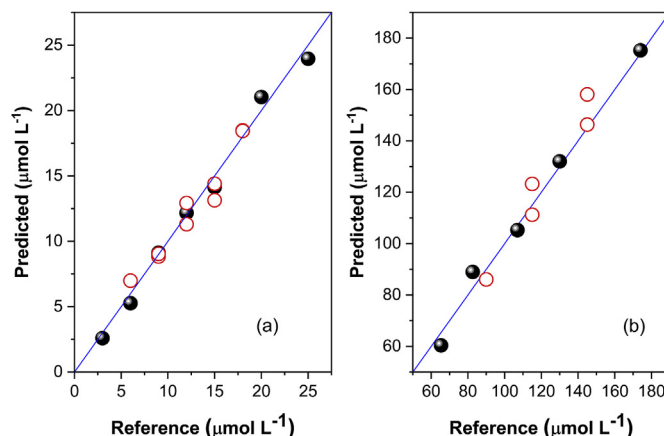 25
20
15
10
5
0
0 5 10 15 20 25
Predicted (μmol L⁻¹)
Reference (μmol L⁻¹)
(a)
180
160
140
120
100
80
60
60 80 100 120 140 160 180
Predicted (μmol L⁻¹)
Reference (μmol L⁻¹)
(b)